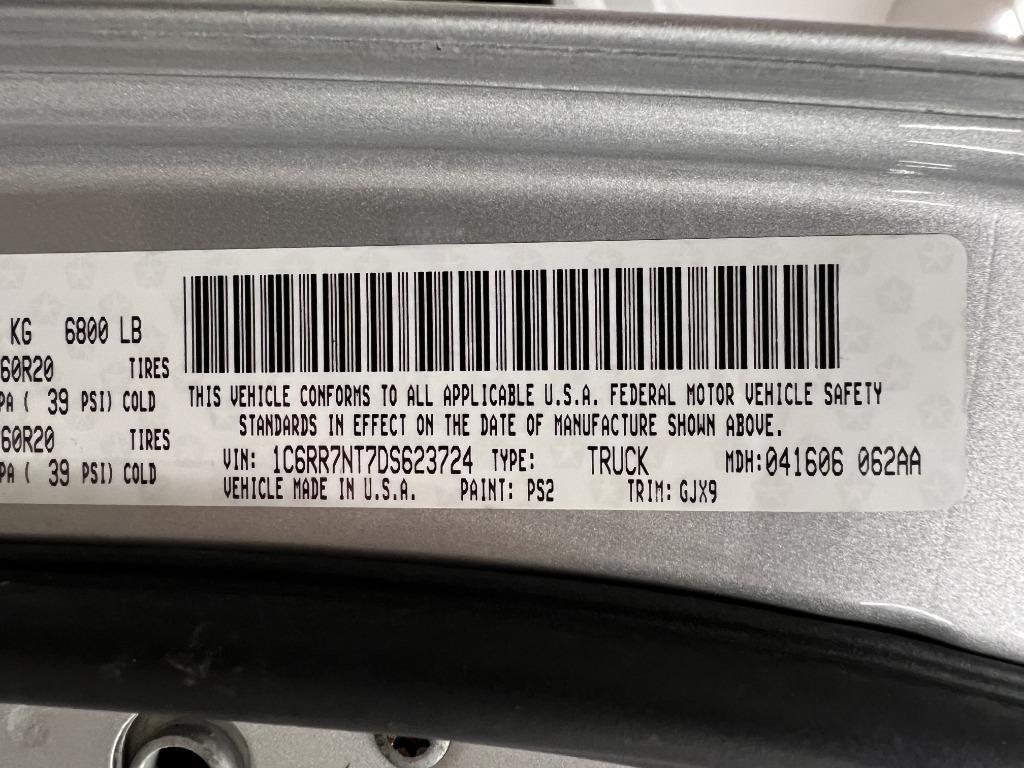 KG 6800 LB
60R20 TIRES
PA ( 39 PSI) COLD
60R20 TIRES
PA ( 39 PSI) COLD
THIS VEHICLE CONFORMS TO ALL APPLICABLE U.S.A. FEDERAL MOTOR VEHICLE SAFETY
STANDARDS IN EFFECT ON THE DATE OF MANUFACTURE SHOWN ABOVE.
VIN: 1C6RR7NT7DS623724 TYPE: TRUCK MDH:041606 062AA
VEHICLE MADE IN U.S.A. PAINT: PS2 TRIM: GJX9